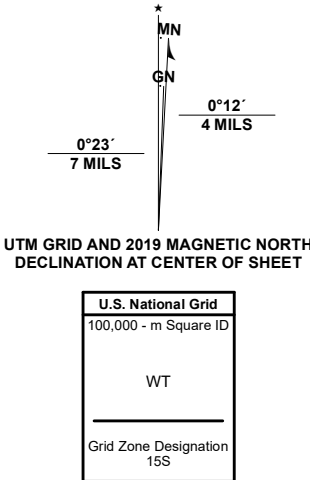 ★
MN
GN
0°12´
4 MILS
0°23´
7 MILS
UTM GRID AND 2019 MAGNETIC NORTH
DECLINATION AT CENTER OF SHEET
U.S. National Grid
100,000 - m Square ID
WT
Grid Zone Designation
15S